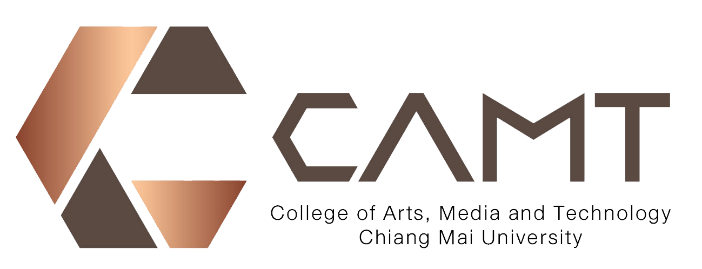 CAMT
College of Arts, Media and Technology
Chiang Mai University